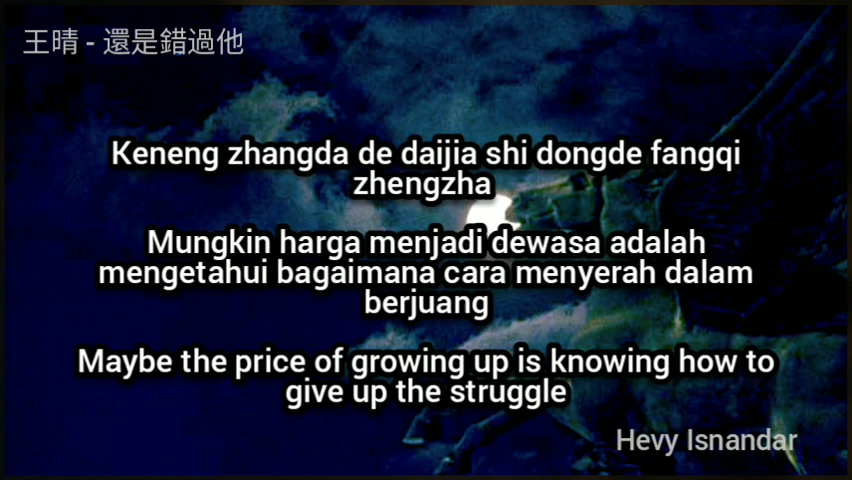 王晴 - 還是錯過他
Keneng zhangda de daijia shi dongde fangqi
zhengzha
Mungkin harga menjadi dewasa adalah
mengetahui bagaimana cara menyerah dalam
berjuang
Maybe the price of growing up is knowing how to
give up the struggle
Hevy Isnandar